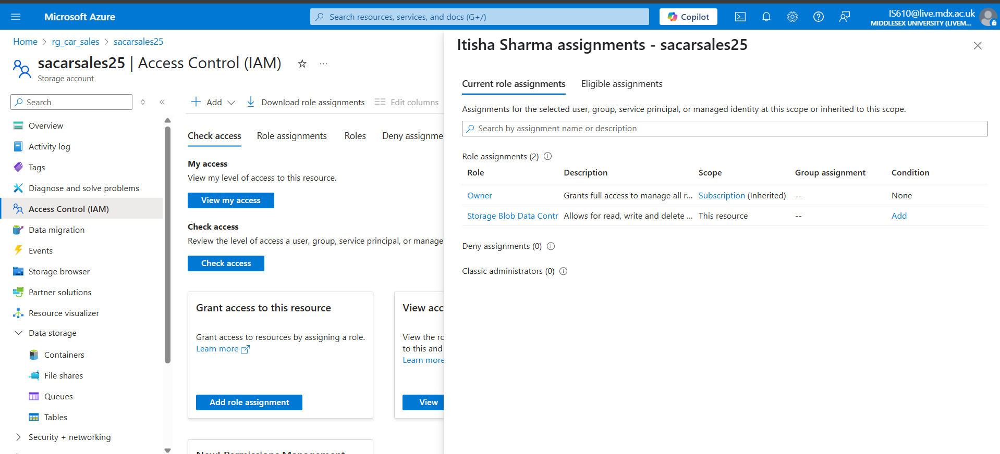 Microsoft Azure
Search resources, services, and docs (G+/)
Copilot
IS610@live.mdx.ac.uk
MIDDLESEX UNIVERSITY (LIVEM...
Home > rg_car_sales > sacarsales25
sacarsales25 | Access Control (IAM)
Storage account
Search
Overview
Activity log
Tags
Diagnose and solve problems
Access Control (IAM)
Data migration
Events
Storage browser
Partner solutions
Resource visualizer
Data storage
Containers
File shares
Queues
Tables
Security + networking
Add
Download role assignments
Edit columns
Check access
Role assignments
Roles
Deny assignme
My access
View my level of access to this resource.
View my access
Check access
Review the level of access a user, group, service principal, or manage
Check access
Grant access to this resource
Grant access to resources by assigning a role.
Learn more
Add role assignment
View acc
View the ro
to this and
Learn more
View
New! Permissions Management
Itisha Sharma assignments - sacarsales25
Current role assignments
Eligible assignments
Assignments for the selected user, group, service principal, or managed identity at this scope or inherited to this scope.
Search by assignment name or description
Role assignments (2)
Role Description Scope Group assignment Condition
Owner Grants full access to manage all r... Subscription (Inherited) -- None
Storage Blob Data Contr Allows for read, write and delete ... This resource -- Add
Deny assignments (0)
Classic administrators (0)